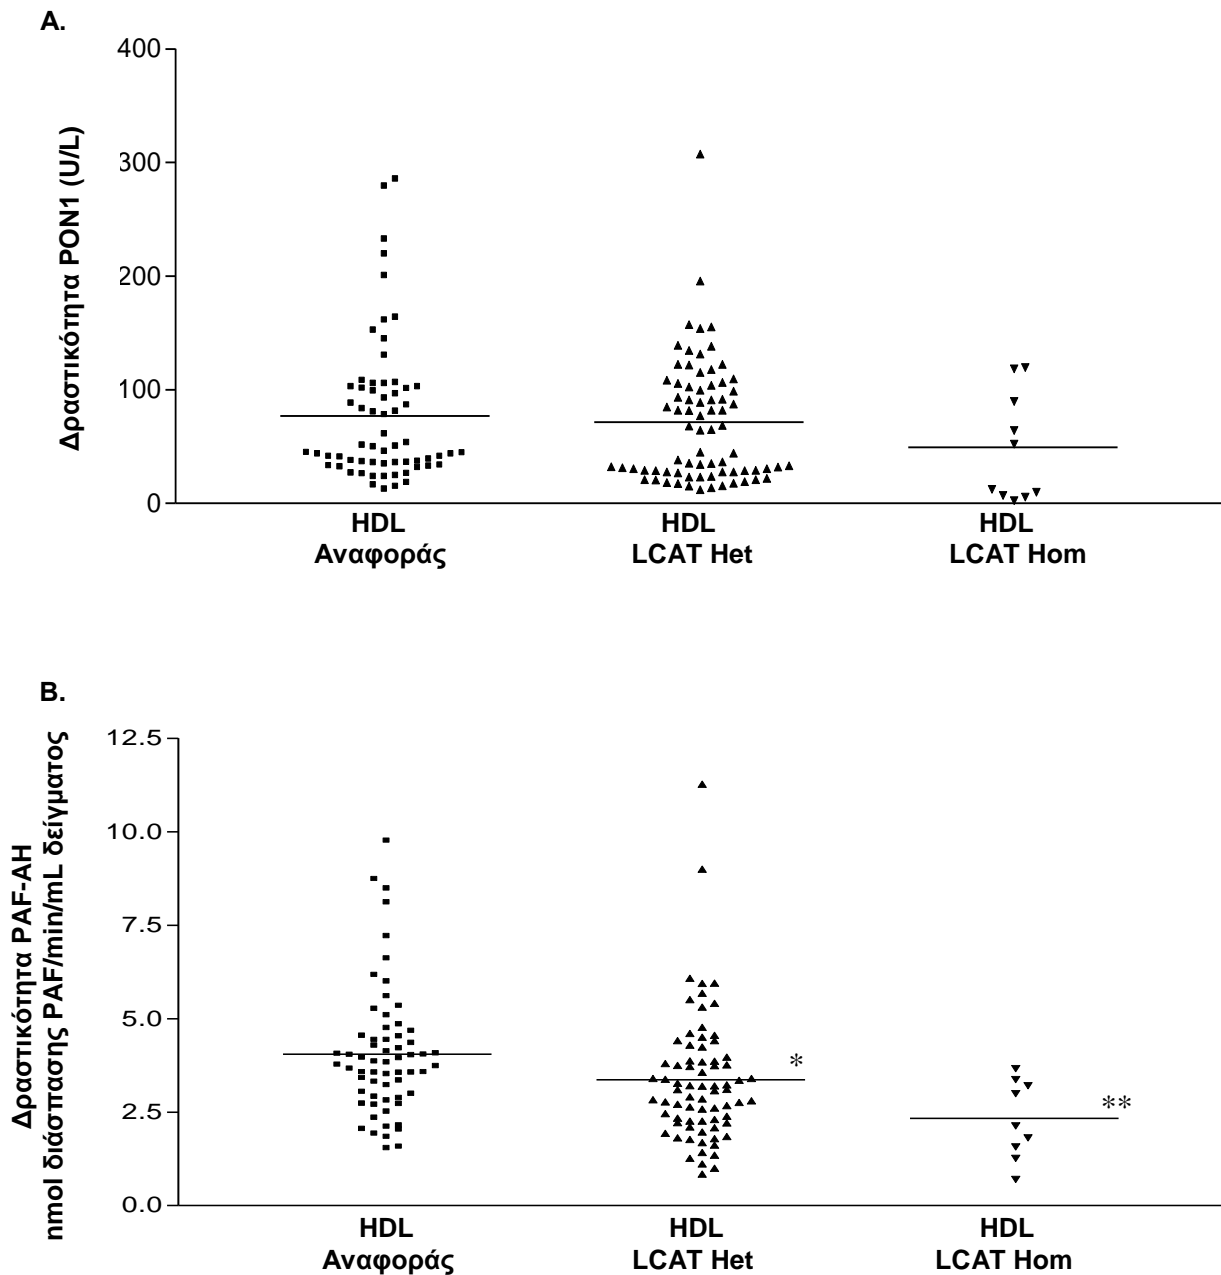 A.
Δραστικότητα PON1 (U/L)
400
300
200
100
0
HDL
Αναφοράς
HDL
LCAT Het
HDL
LCAT Hom
B.
Δραστικότητα PAF-AH
nmol διάσπασης PAF/min/mL δείγματος
12.5
10.0
7.5
5.0
2.5
0.0
*
**
HDL
Αναφοράς
HDL
LCAT Het
HDL
LCAT Hom